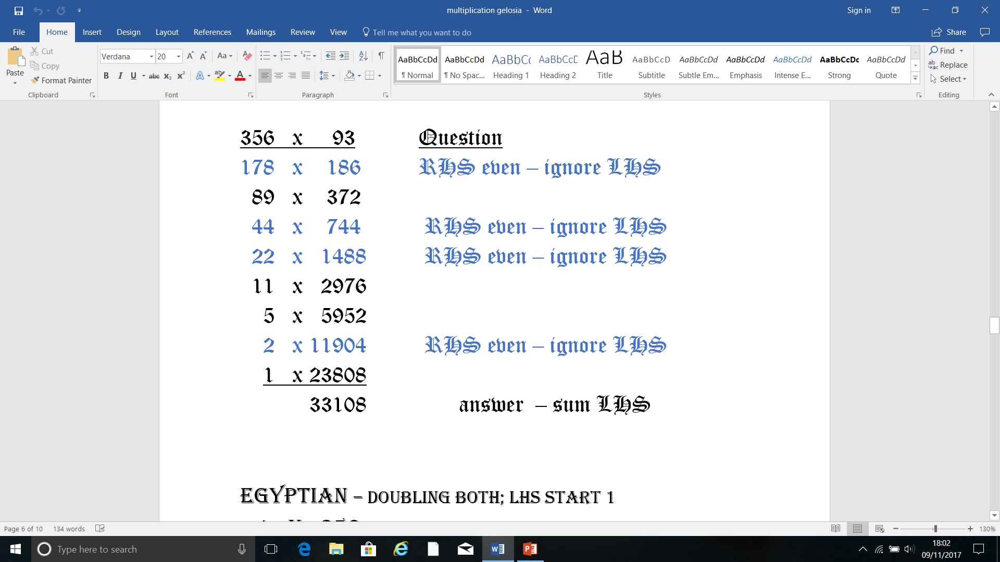 multiplication gelosia - Word
Sign in
File Home Insert Design Layout References Mailings Review View Tell me what you want to do
Share
Paste
Cut
Copy
Format Painter
Clipboard
Verdana 20
Aa
B I U abc x₂ x²
Font
Paragraph
AaBbCcDd AaBbCcDd AaBbCc AaBbCcD AaB AaBbCcD AaBbCcDd AaBbCcDd AaBbCcDd AaBbCcDc AaBbCcDd
¶ Normal ¶ No Spac... Heading 1 Heading 2 Title Subtitle Subtle Em... Emphasis Intense E... Strong Quote
Styles
Find
Replace
Select
Editing
356 x 93 Question
178 x 186 RHS even – ignore LHS
89 x 372
44 x 744 RHS even – ignore LHS
22 x 1488 RHS even – ignore LHS
11 x 2976
5 x 5952
2 x 11904 RHS even – ignore LHS
1 x 23808
33108 answer – sum LHS
EGYPTIAN – DOUBLING BOTH; LHS START 1
Page 6 of 10 134 words
130%
Type here to search
18:02
09/11/2017